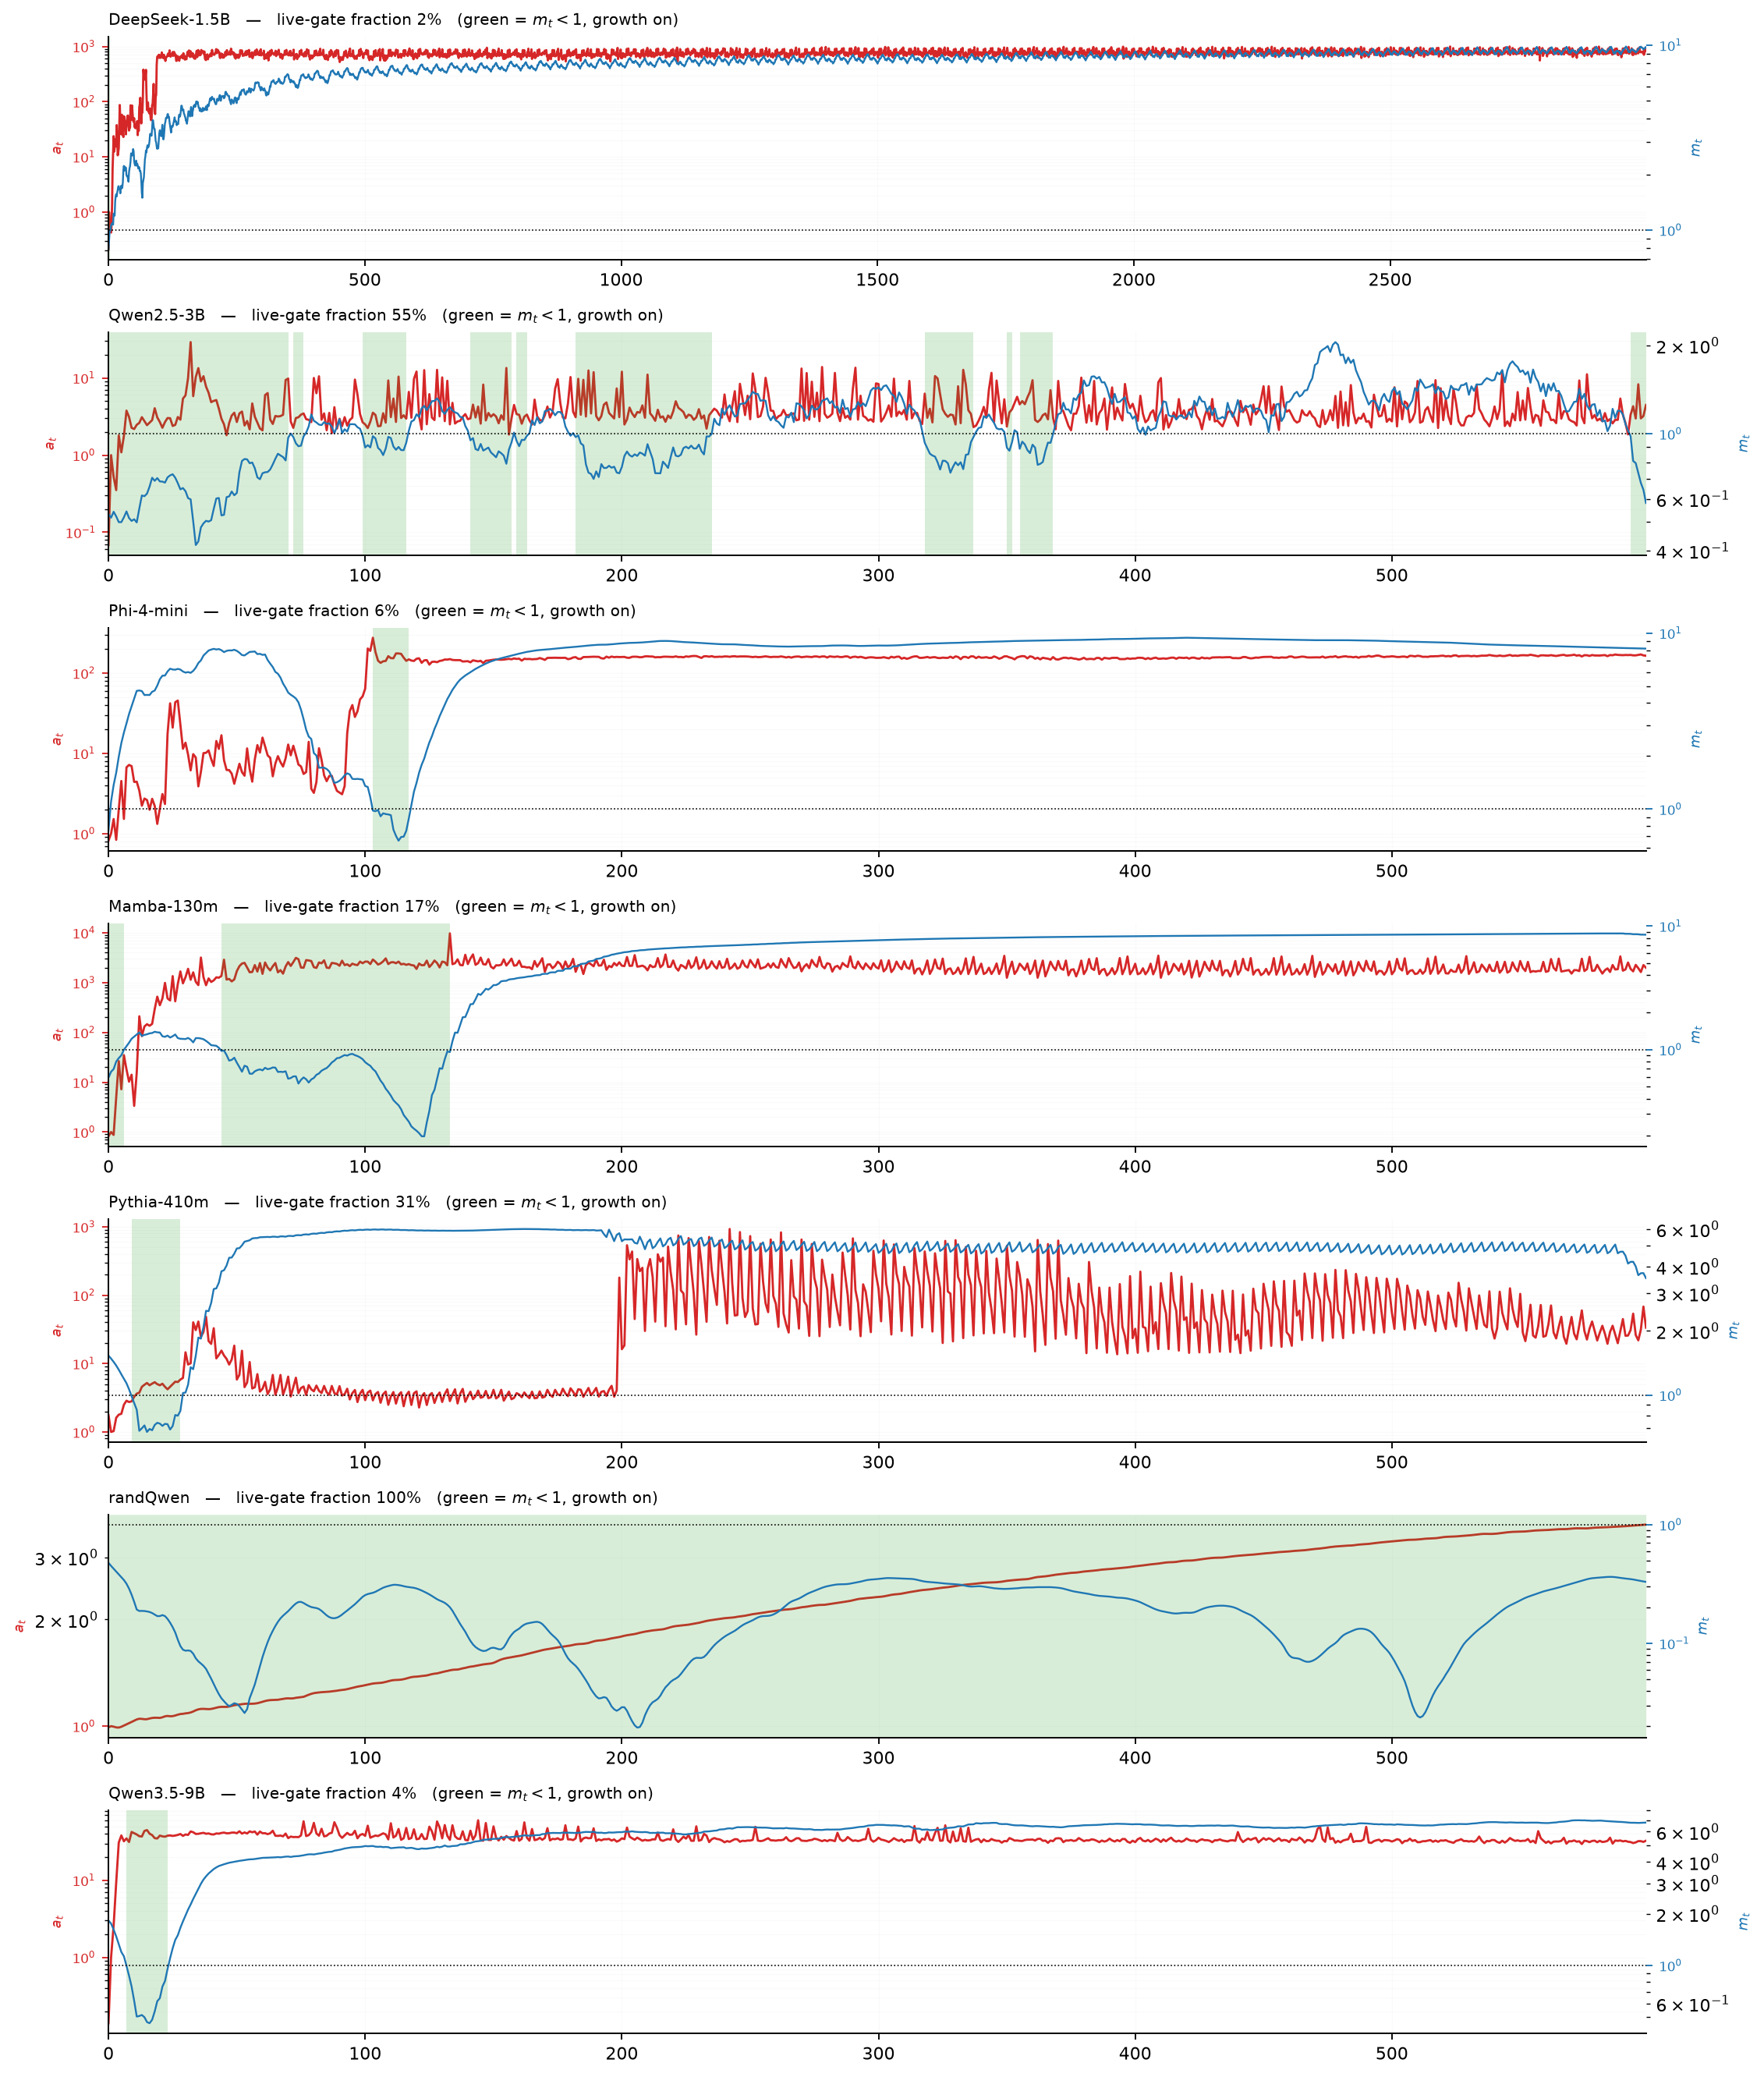 DeepSeek-1.5B — live-gate fraction 2% (green = m_t < 1, growth on)
10^3
10^2
10^1
10^0
a_t
10^1
10^0
m_t
0 500 1000 1500 2000 2500
Qwen2.5-3B — live-gate fraction 55% (green = m_t < 1, growth on)
10^1
10^0
10^−1
a_t
2 × 10^0
10^0
6 × 10^−1
4 × 10^−1
m_t
0 100 200 300 400 500
Phi-4-mini — live-gate fraction 6% (green = m_t < 1, growth on)
10^2
10^1
10^0
a_t
10^1
10^0
m_t
0 100 200 300 400 500
Mamba-130m — live-gate fraction 17% (green = m_t < 1, growth on)
10^4
10^3
10^2
10^1
10^0
a_t
10^1
10^0
m_t
0 100 200 300 400 500
Pythia-410m — live-gate fraction 31% (green = m_t < 1, growth on)
10^3
10^2
10^1
10^0
a_t
6 × 10^0
4 × 10^0
3 × 10^0
2 × 10^0
10^0
m_t
0 100 200 300 400 500
randQwen — live-gate fraction 100% (green = m_t < 1, growth on)
3 × 10^0
2 × 10^0
10^0
a_t
10^0
10^−1
m_t
0 100 200 300 400 500
Qwen3.5-9B — live-gate fraction 4% (green = m_t < 1, growth on)
10^1
10^0
a_t
6 × 10^0
4 × 10^0
3 × 10^0
2 × 10^0
10^0
6 × 10^−1
m_t
0 100 200 300 400 500